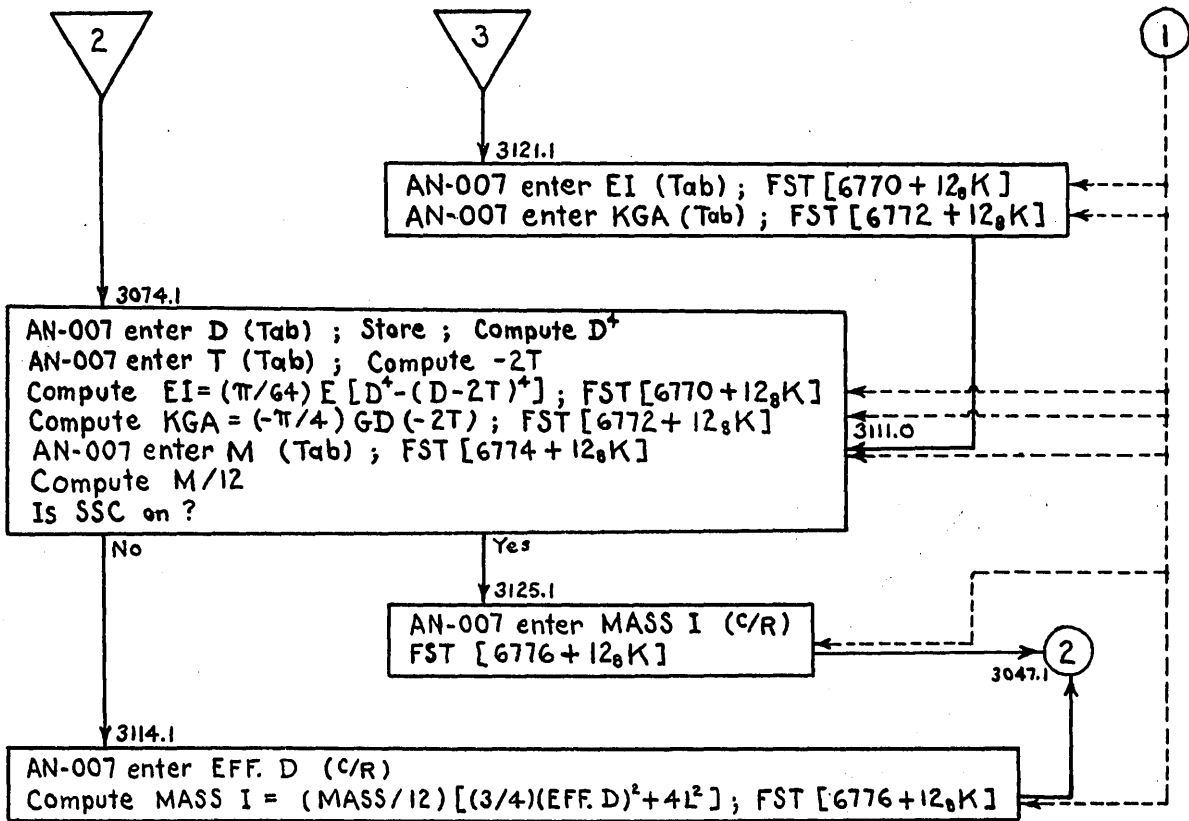 2
3
1
3121.1
AN-007 enter EI (Tab) ; FST [6770 + 12₈K]
AN-007 enter KGA (Tab) ; FST [6772 + 12₈K]
3074.1
AN-007 enter D (Tab) ; Store ; Compute D⁴
AN-007 enter T (Tab) ; Compute -2T
Compute EI = (π/64) E [D⁴-(D-2T)⁴] ; FST [6770 + 12₈K]
Compute KGA = (-π/4) GD (-2T) ; FST [6772 + 12₈K]
3111.0
AN-007 enter M (Tab) ; FST [6774 + 12₈K]
Compute M/12
Is SSC on ?
No
Yes
3125.1
AN-007 enter MASS I (C/R)
FST [6776 + 12₈K]
2
3047.1
3114.1
AN-007 enter EFF. D (C/R)
Compute MASS I = (MASS/12) [(3/4)(EFF. D)² + 4L²] ; FST [6776 + 12₈K]